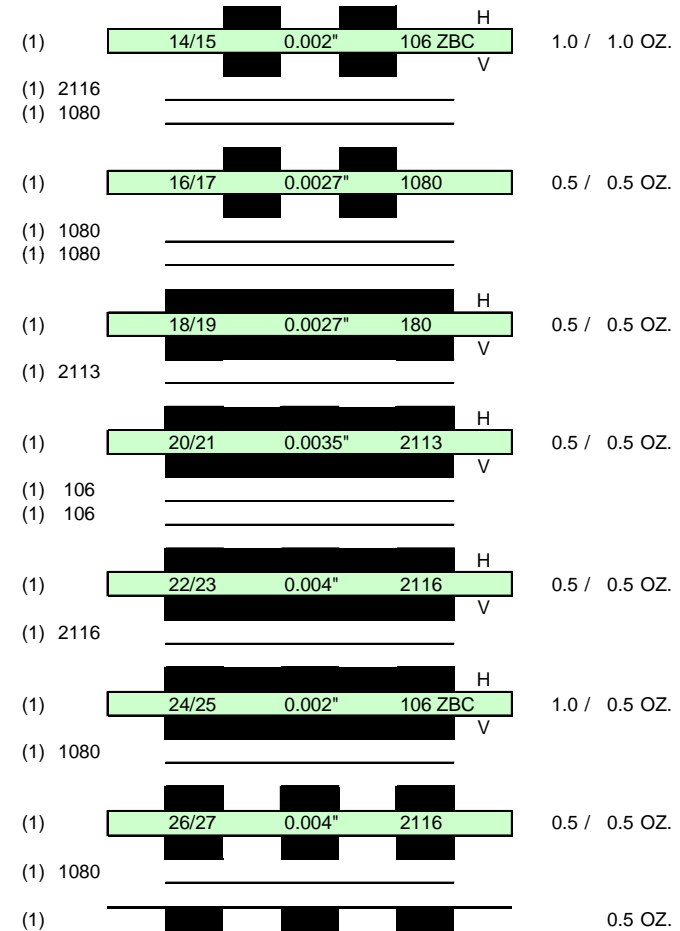 H
(1) 14/15 0.002" 106 ZBC 1.0 / 1.0 OZ.
V
(1) 2116
(1) 1080
(1) 16/17 0.0027" 1080 0.5 / 0.5 OZ.
(1) 1080
(1) 1080
H
(1) 18/19 0.0027" 180 0.5 / 0.5 OZ.
V
(1) 2113
H
(1) 20/21 0.0035" 2113 0.5 / 0.5 OZ.
V
(1) 106
(1) 106
H
(1) 22/23 0.004" 2116 0.5 / 0.5 OZ.
V
(1) 2116
H
(1) 24/25 0.002" 106 ZBC 1.0 / 0.5 OZ.
V
(1) 1080
(1) 26/27 0.004" 2116 0.5 / 0.5 OZ.
(1) 1080
(1) 0.5 OZ.